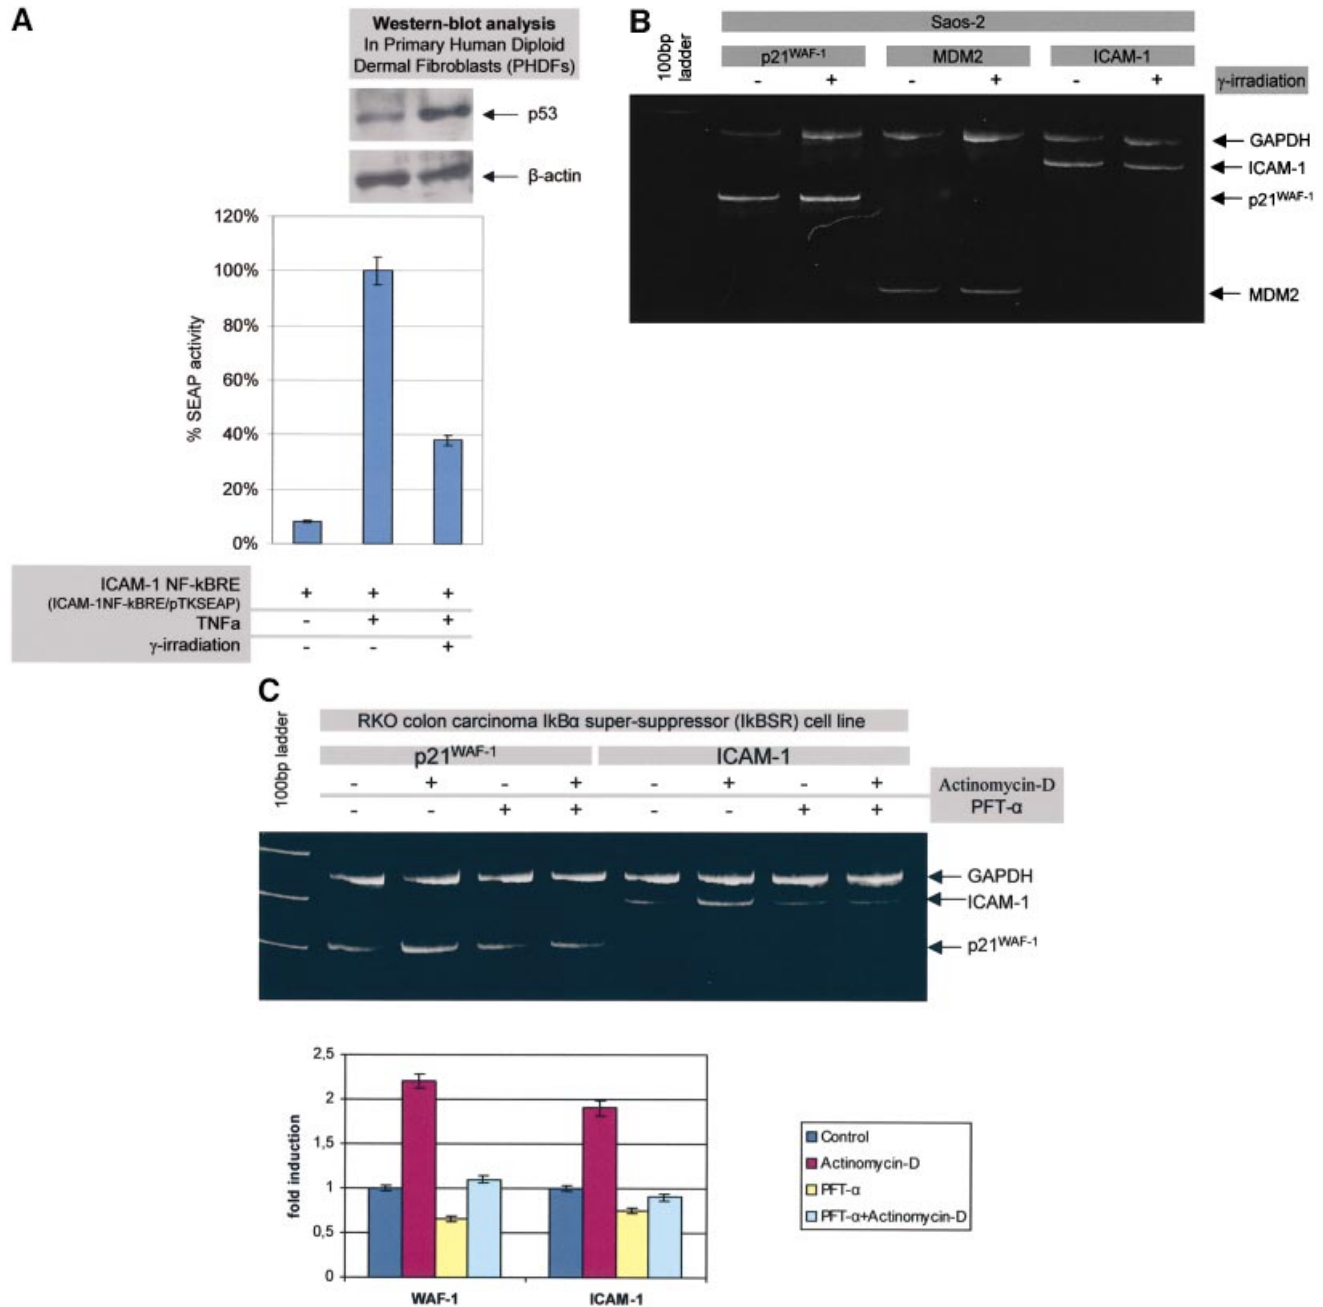 A
Western-blot analysis
In Primary Human Diploid
Dermal Fibroblasts (PHDFs)
p53
β-actin
120%
100%
80%
60%
40%
20%
0%
% SEAP activity
ICAM-1 NF-kBRE + + +
(ICAM-1NF-kBRE/pTKSEAP)
TNFa - + +
γ-irradiation - - +
B
100bp
ladder
Saos-2
p21WAF-1 MDM2 ICAM-1
- + - + - + γ-irradiation
GAPDH
ICAM-1
p21WAF-1
MDM2
C
100bp ladder
RKO colon carcinoma IkBα super-suppressor (IkBSR) cell line
p21WAF-1 ICAM-1
- + - + - + - + Actinomycin-D
- - + + - - + + PFT-α
GAPDH
ICAM-1
p21WAF-1
2,5
2
1,5
1
0,5
0
fold induction
WAF-1 ICAM-1
Control
Actinomycin-D
PFT-α
PFT-α+Actinomycin-D